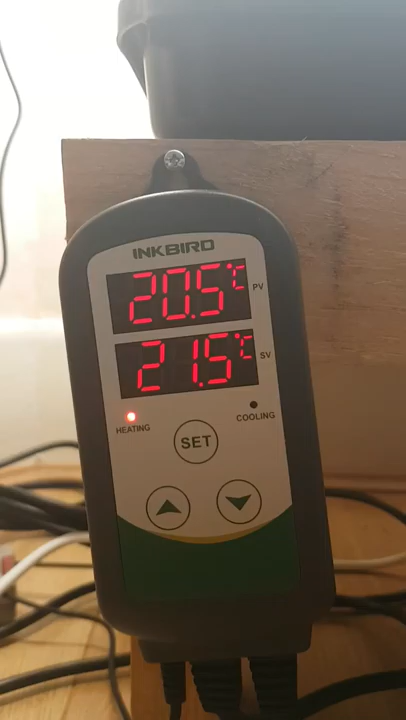 INKBIRD
20.5℃ PV
21.5℃ SV
HEATING
COOLING
SET